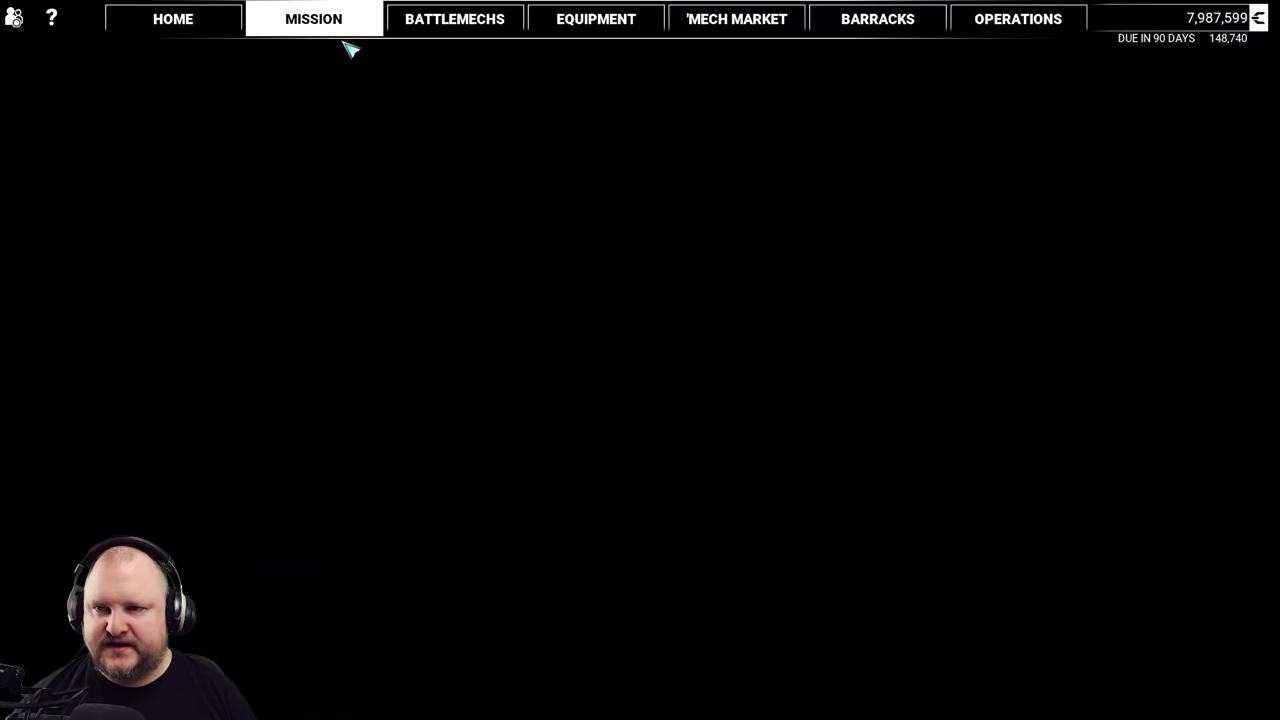 ? HOME MISSION BATTLEMECHS EQUIPMENT 'MECH MARKET BARRACKS OPERATIONS 7,987,599
DUE IN 90 DAYS 148,740